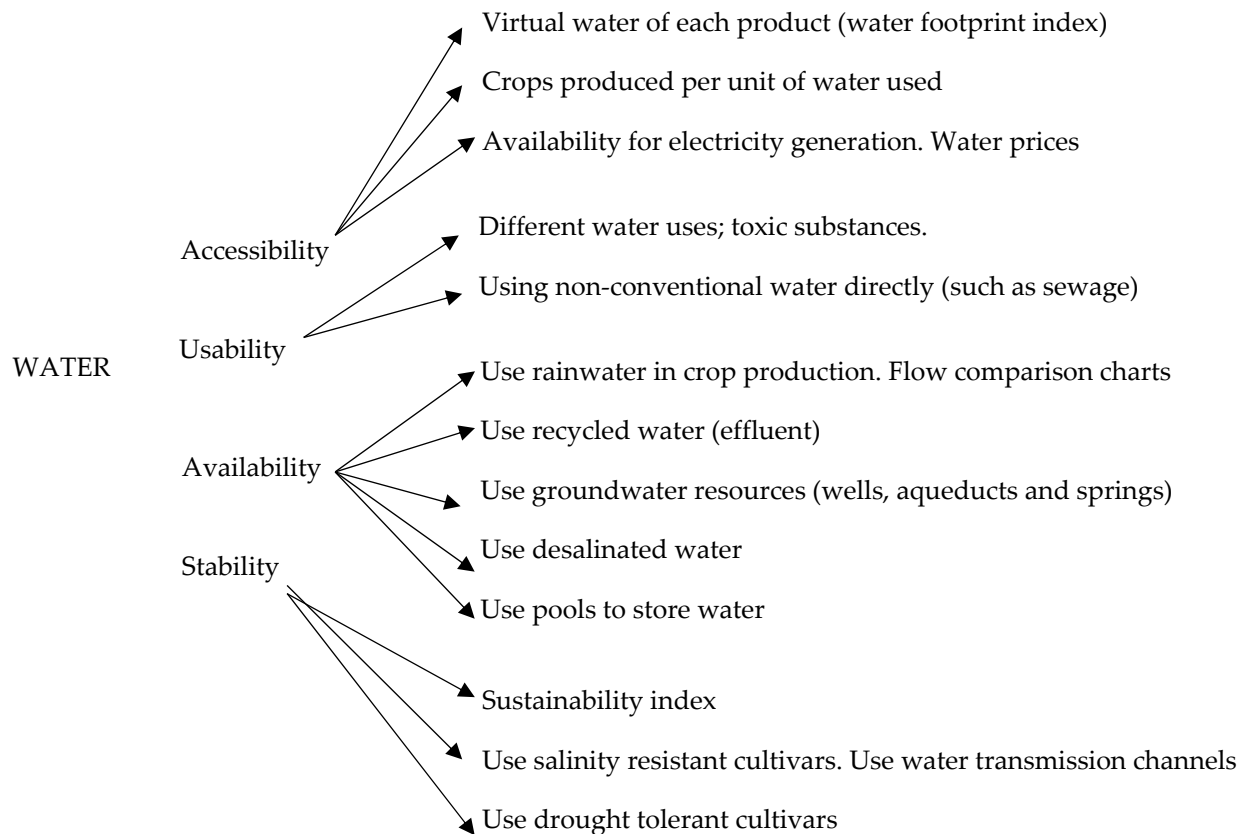 Virtual water of each product (water footprint index)
Crops produced per unit of water used
Availability for electricity generation. Water prices
Different water uses; toxic substances.
Accessibility
Using non-conventional water directly (such as sewage)
Usability
WATER
Use rainwater in crop production. Flow comparison charts
Use recycled water (effluent)
Availability
Use groundwater resources (wells, aqueducts and springs)
Use desalinated water
Stability
Use pools to store water
Sustainability index
Use salinity resistant cultivars. Use water transmission channels
Use drought tolerant cultivars